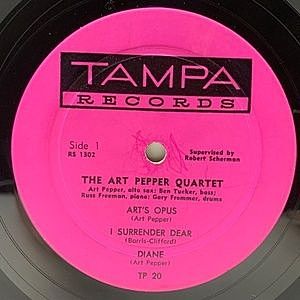 TAMPA
RECORDS
Side 1
RS 1302
Supervised by
Robert Scherman
THE ART PEPPER QUARTET
Art Pepper, alto sax; Ben Tucker, bass;
Russ Freeman, piano; Gary Frommer, drums
ART'S OPUS
(Art Pepper)
I SURRENDER DEAR
(Barris-Clifford)
DIANE
(Art Pepper)
TP 20